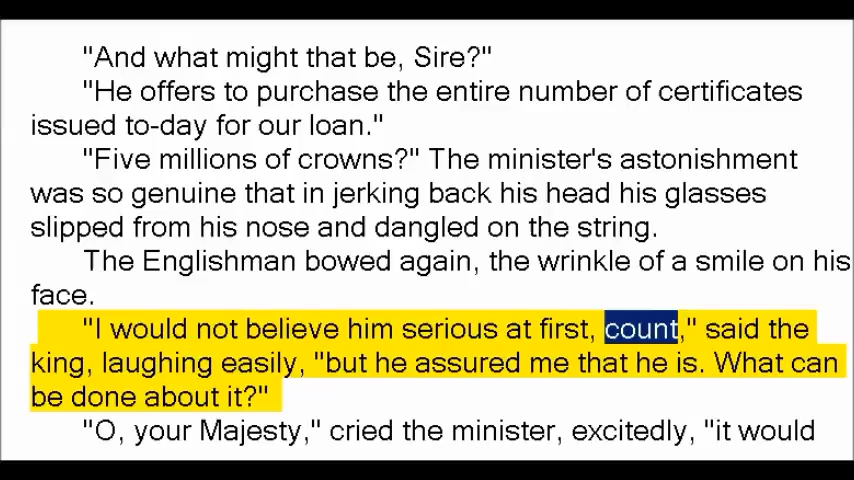 "And what might that be, Sire?"
"He offers to purchase the entire number of certificates
issued to-day for our loan."
"Five millions of crowns?" The minister's astonishment
was so genuine that in jerking back his head his glasses
slipped from his nose and dangled on the string.
The Englishman bowed again, the wrinkle of a smile on his
face.
"I would not believe him serious at first, count," said the
king, laughing easily, "but he assured me that he is. What can
be done about it?"
"O, your Majesty," cried the minister, excitedly, "it would